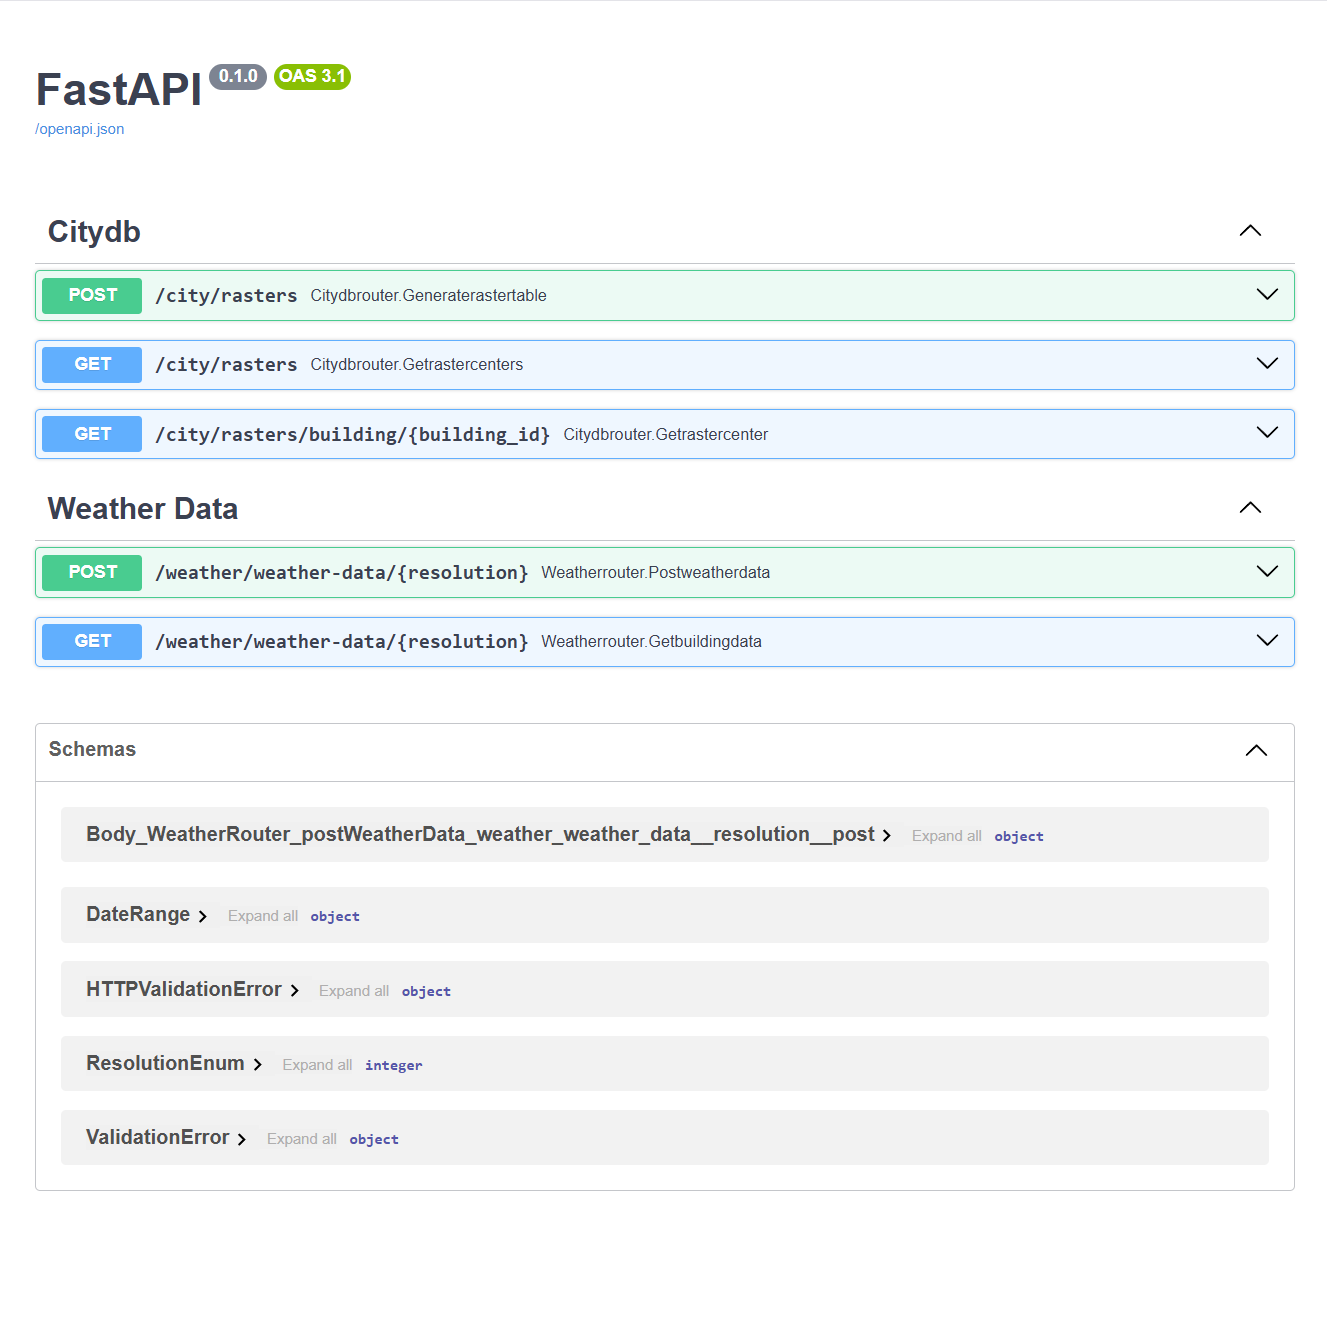 FastAPI 0.1.0 OAS 3.1
/openapi.json
Citydb
POST /city/rasters Citydbrouter.Generaterastertable
GET /city/rasters Citydbrouter.Getrastercenters
GET /city/rasters/building/{building_id} Citydbrouter.Getrastercenter
Weather Data
POST /weather/weather-data/{resolution} Weatherrouter.Postweatherdata
GET /weather/weather-data/{resolution} Weatherrouter.Getbuildingdata
Schemas
Body_WeatherRouter_postWeatherData_weather_weather_data__resolution__post Expand all object
DateRange Expand all object
HTTPValidationError Expand all object
ResolutionEnum Expand all integer
ValidationError Expand all object